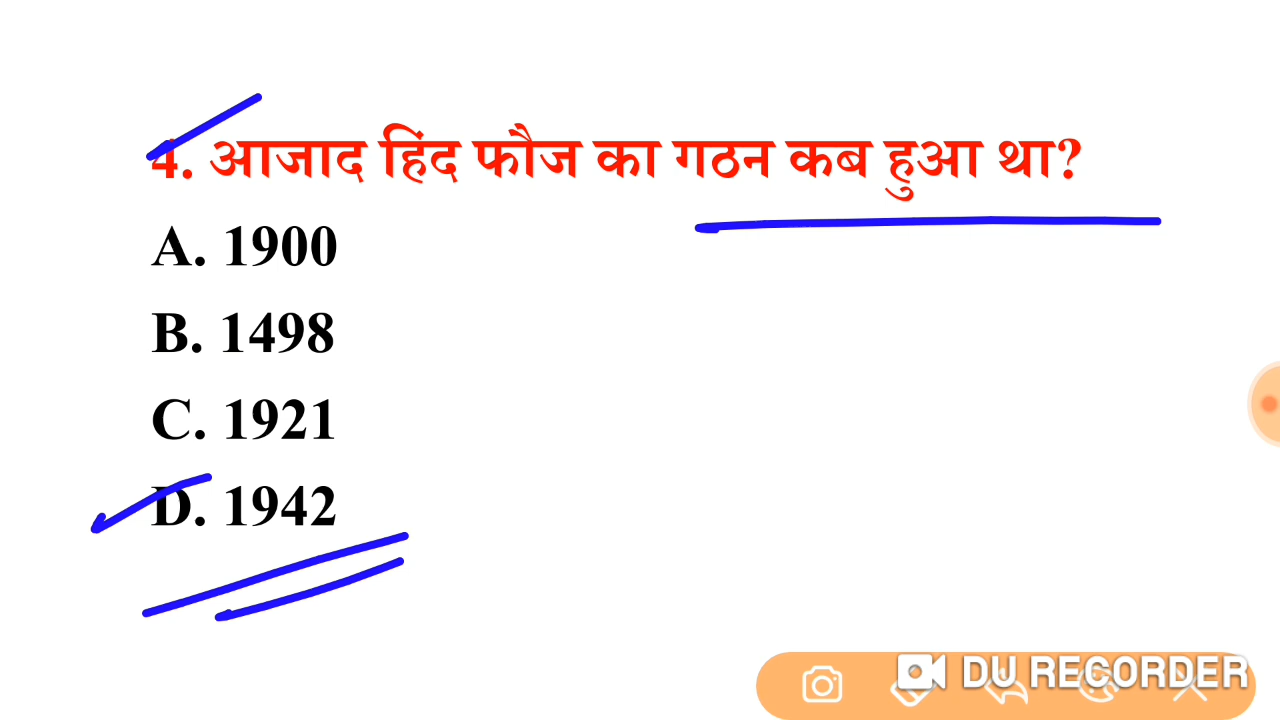 4. आजाद हिंद फौज का गठन कब हुआ था?
A. 1900
B. 1498
C. 1921
D. 1942
DU RECORDER